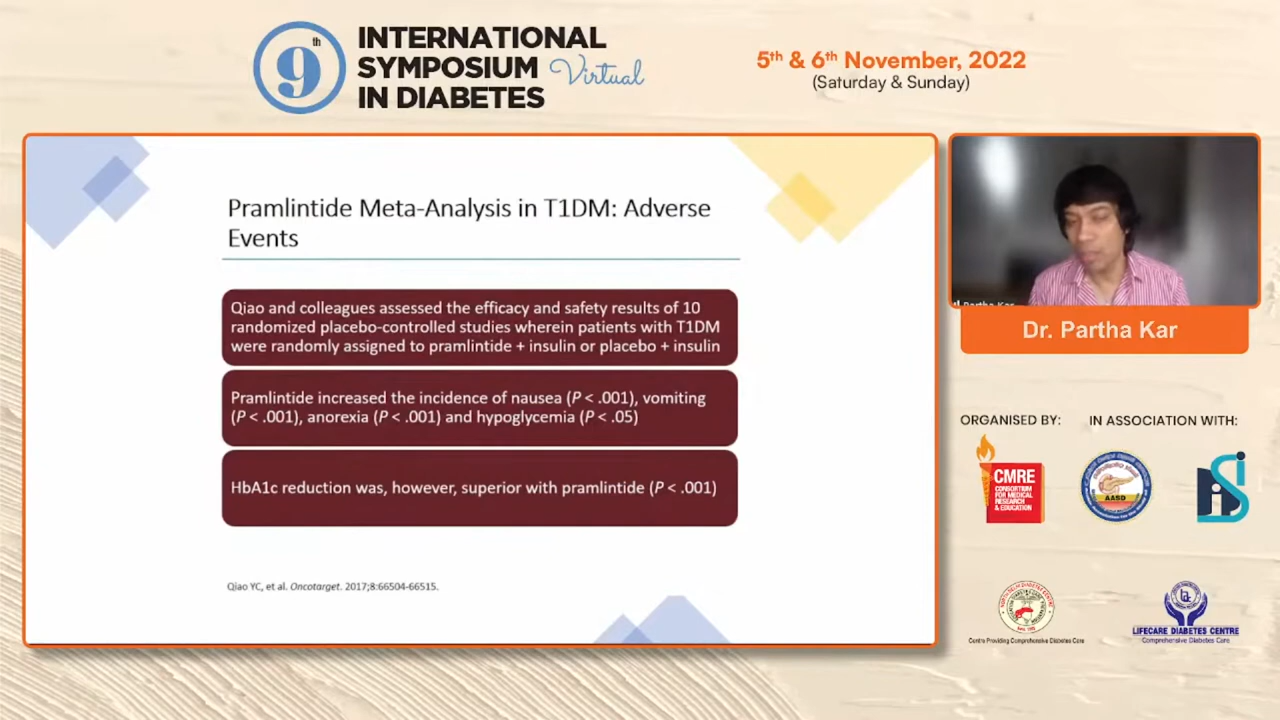 9th
INTERNATIONAL
SYMPOSIUM Virtual
IN DIABETES
5th & 6th November, 2022
(Saturday & Sunday)
Pramlintide Meta-Analysis in T1DM: Adverse
Events
Qiao and colleagues assessed the efficacy and safety results of 10
randomized placebo-controlled studies wherein patients with T1DM
were randomly assigned to pramlintide + insulin or placebo + insulin
Pramlintide increased the incidence of nausea (P < .001), vomiting
(P < .001), anorexia (P < .001) and hypoglycemia (P < .05)
HbA1c reduction was, however, superior with pramlintide (P < .001)
Qiao YC, et al. Oncotarget. 2017;8:66504-66515.
Partha Kar
Dr. Partha Kar
ORGANISED BY:
IN ASSOCIATION WITH:
CMRE
CONSORTIUM
FOR MEDICAL
RESEARCH
& EDUCATION
AASD
Centre Providing Comprehensive Diabetes Care
LIFECARE DIABETES CENTRE
Comprehensive Diabetes Care